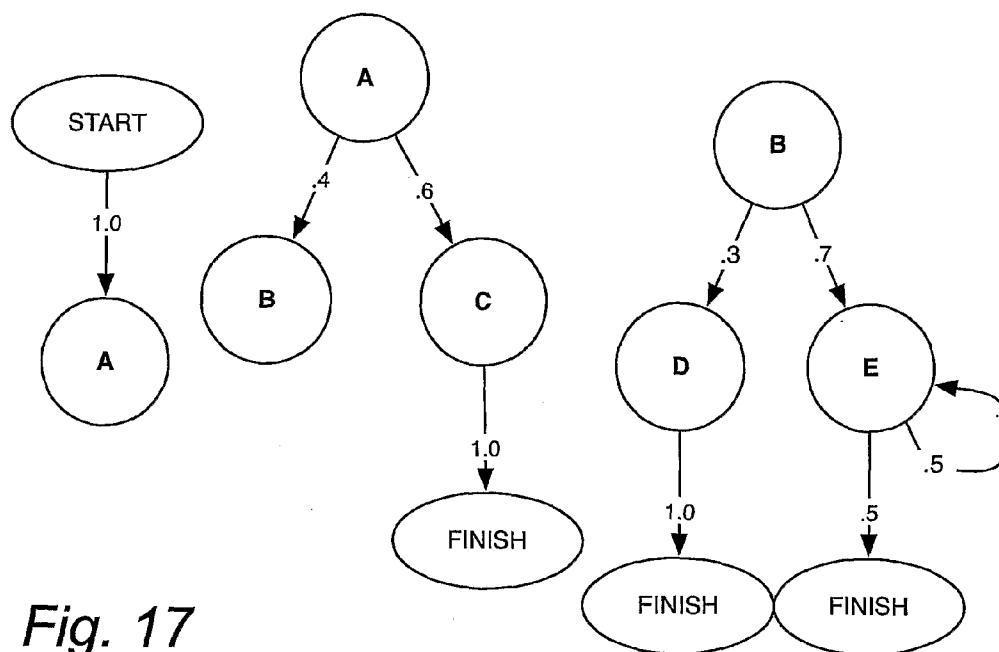 START
1.0
A
A
.4
.6
B
C
1.0
FINISH
B
.3
.7
D
E
.5
1.0
.5
FINISH
FINISH
Fig. 17